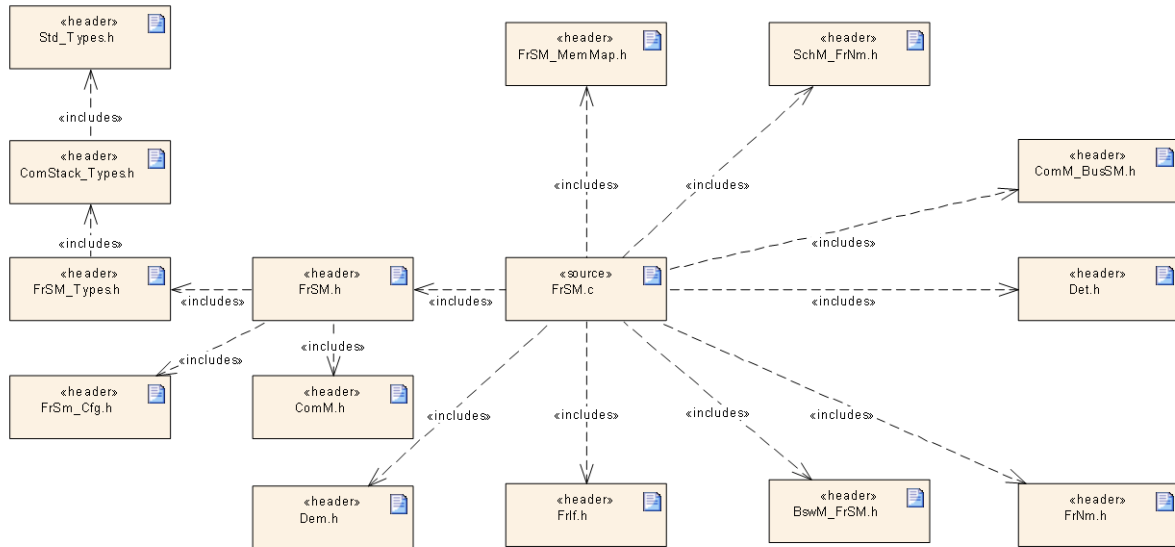 «header»
Std_Types.h
«header»
FrSM_MemMap.h
«header»
SchM_FrNm.h
«includes»
«header»
ComStack_Types.h
«header»
ComM_BusSM.h
«includes»
«includes»
«includes»
«includes»
«header»
FrSM_Types.h
«header»
FrSM.h
«source»
FrSM.c
«header»
Det.h
«includes»
«includes»
«includes»
«includes»
«includes»
«header»
FrSm_Cfg.h
«header»
ComM.h
«includes»
«includes»
«includes»
«includes»
«header»
Dem.h
«header»
FrIf.h
«header»
BswM_FrSM.h
«header»
FrNm.h